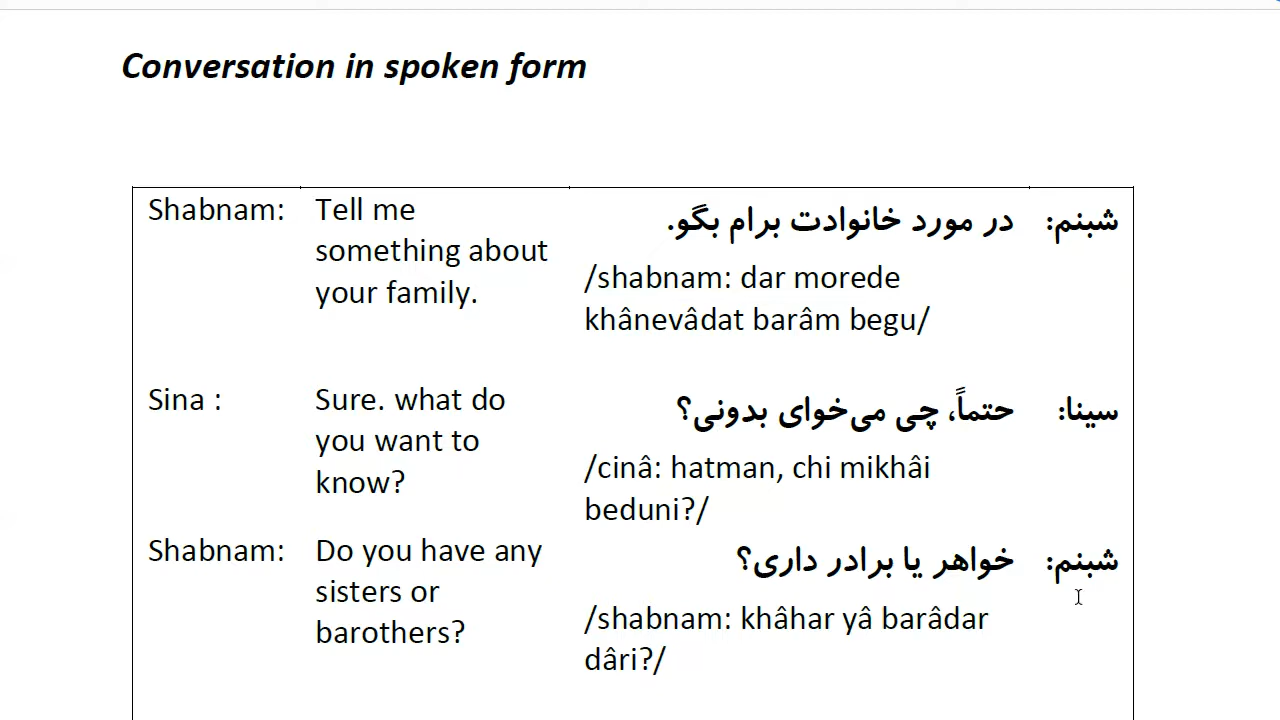 Conversation in spoken form
Shabnam:
Tell me
something about
your family.
در مورد خانوادت برام بگو.
/shabnam: dar morede
khânevâdat barâm begu/
شبنم:
Sina :
Sure. what do
you want to
know?
حتماً، چی می‌خوای بدونی؟
/cinâ: hatman, chi mikhâi
beduni?/
سینا:
Shabnam:
Do you have any
sisters or
barothers?
خواهر یا برادر داری؟
/shabnam: khâhar yâ barâdar
dâri?/
شبنم: